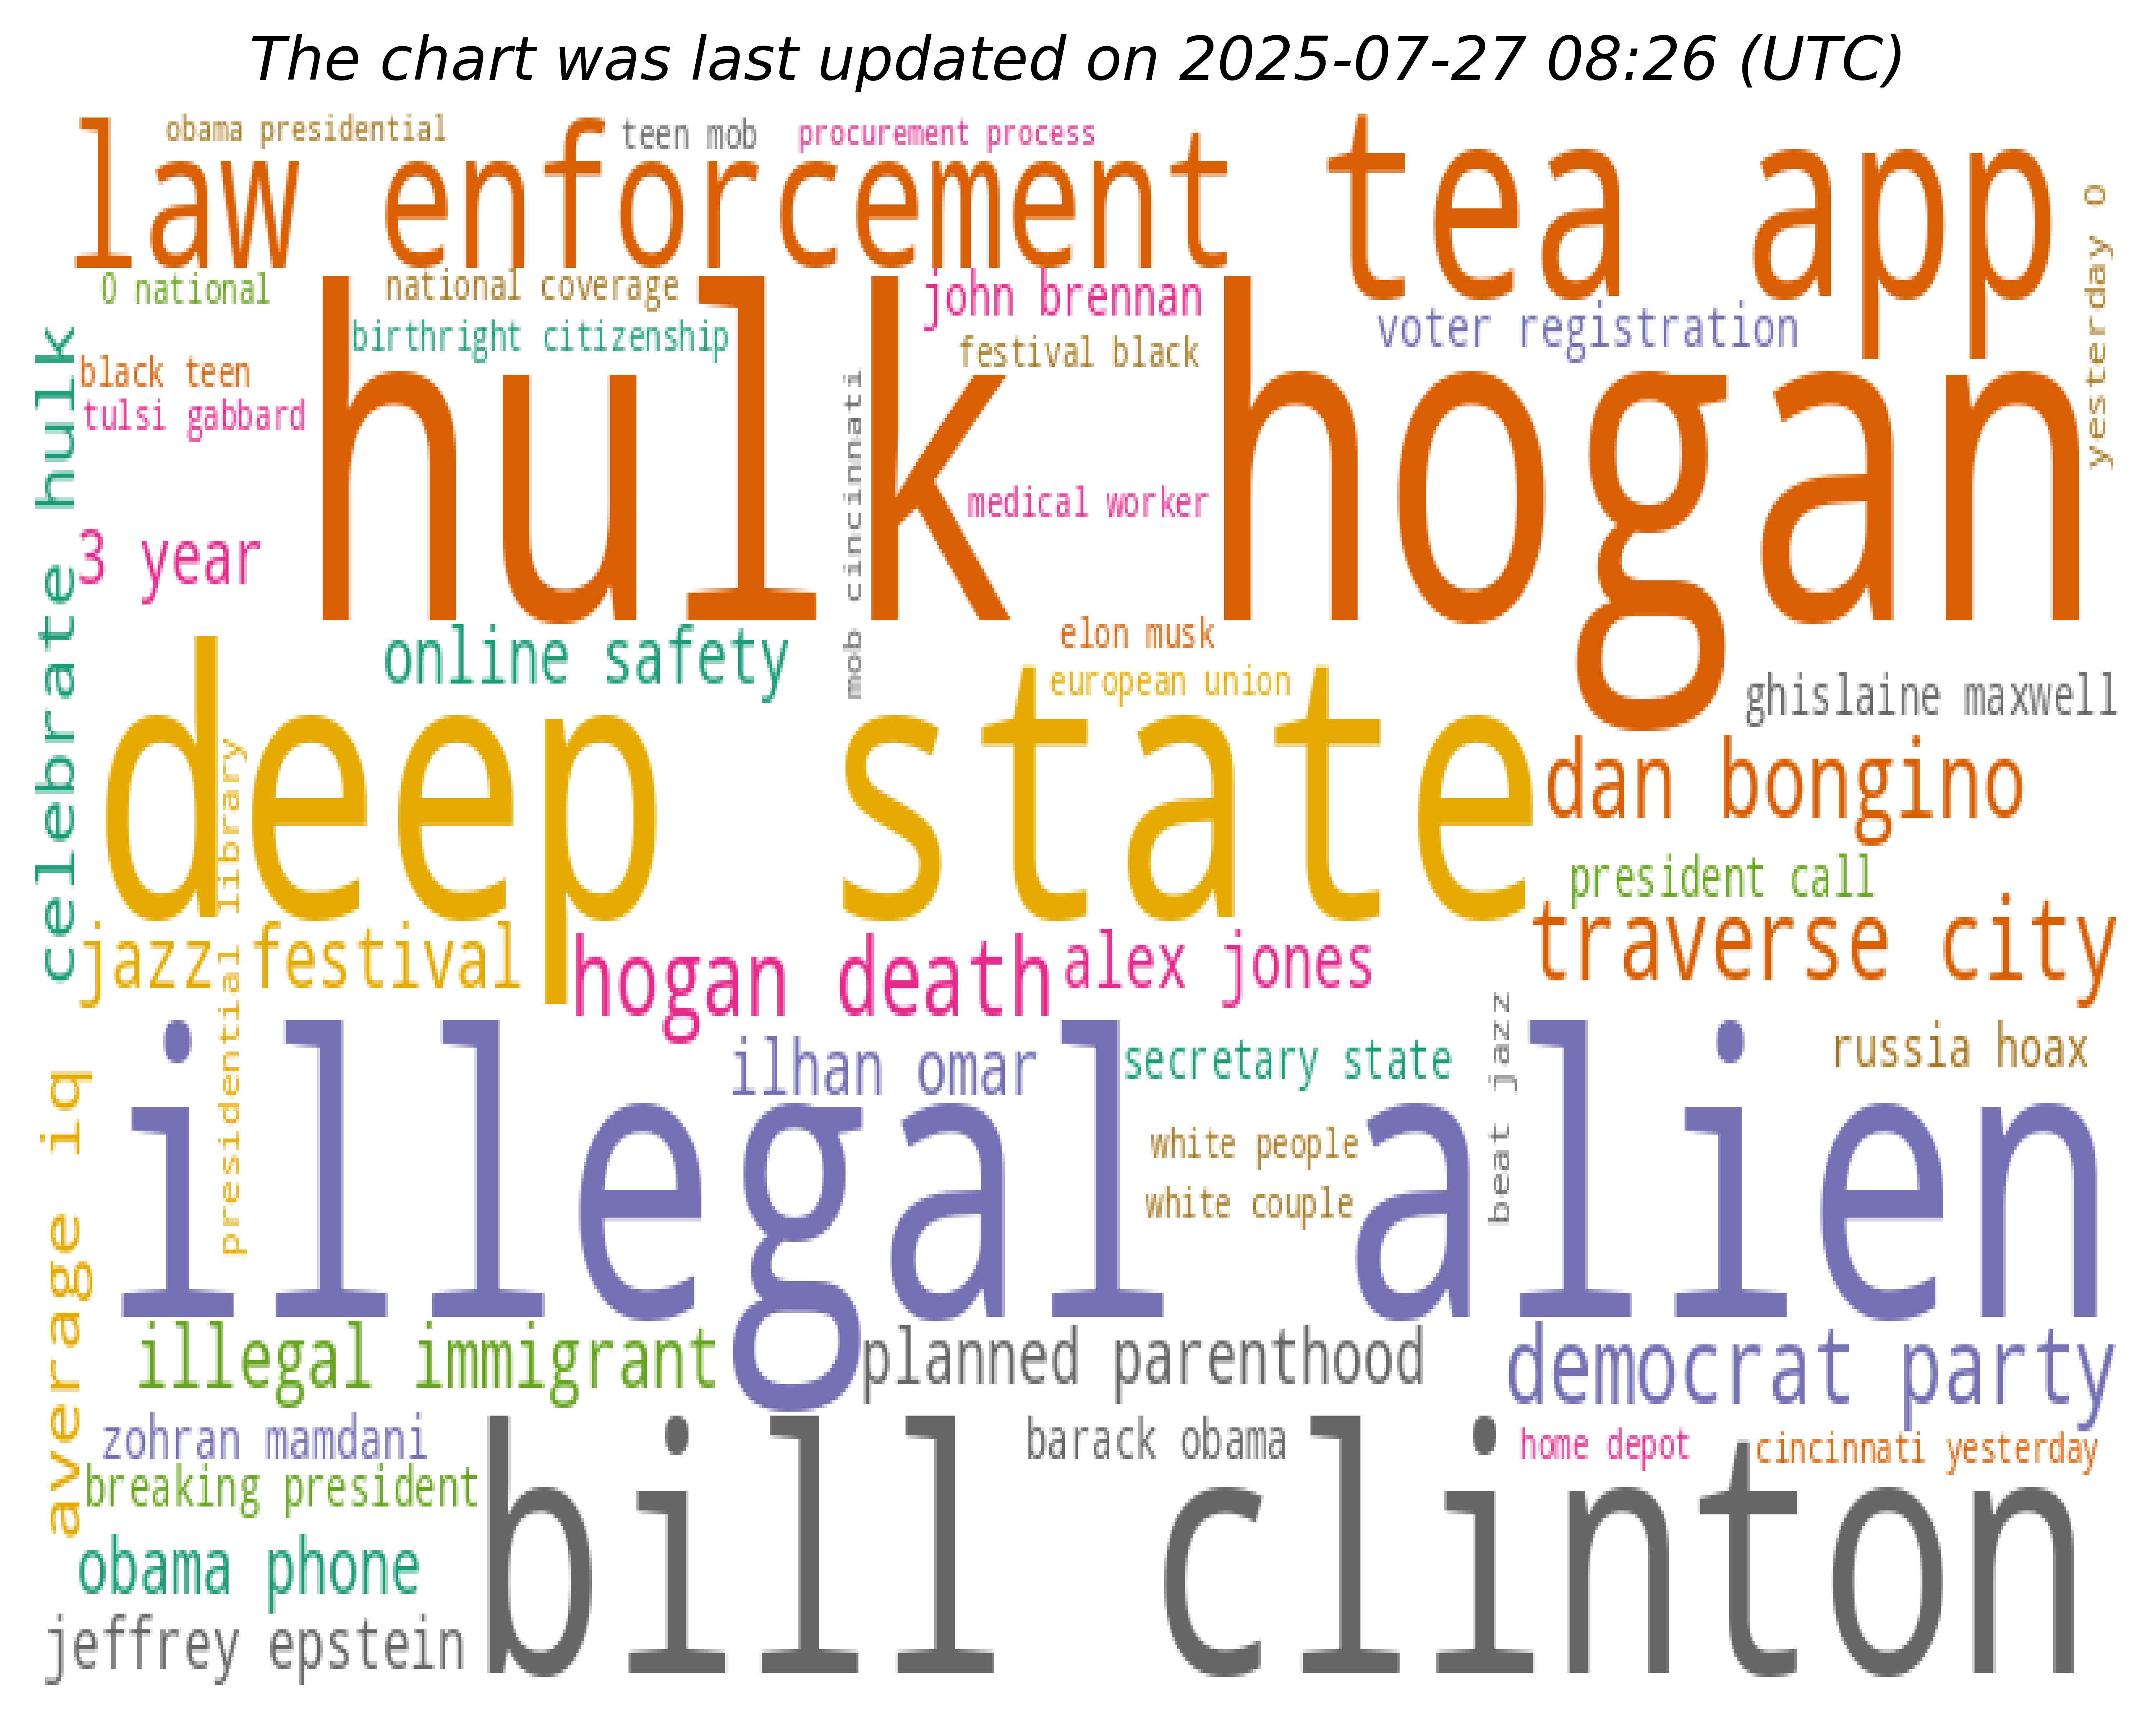 The chart was last updated on 2025-07-27 08:26 (UTC)
obama presidential
teen mob
procurement process
law enforcement
tea app
yesterday 0
0 national
national coverage
john brennan
voter registration
birthright citizenship
festival black
black teen
tulsi gabbard
hulk hogan
celebrate hulk
mob cincinnati
medical worker
3 year
online safety
elon musk
european union
ghislaine maxwell
deep state
dan bongino
presidential library
president call
traverse city
jazz festival
hogan death
alex jones
beat jazz
ilhan omar
secretary state
russia hoax
average iq
illegal alien
white people
white couple
illegal immigrant
planned parenthood
democrat party
zohran mamdani
barack obama
home depot
cincinnati yesterday
breaking president
bill clinton
obama phone
jeffrey epstein